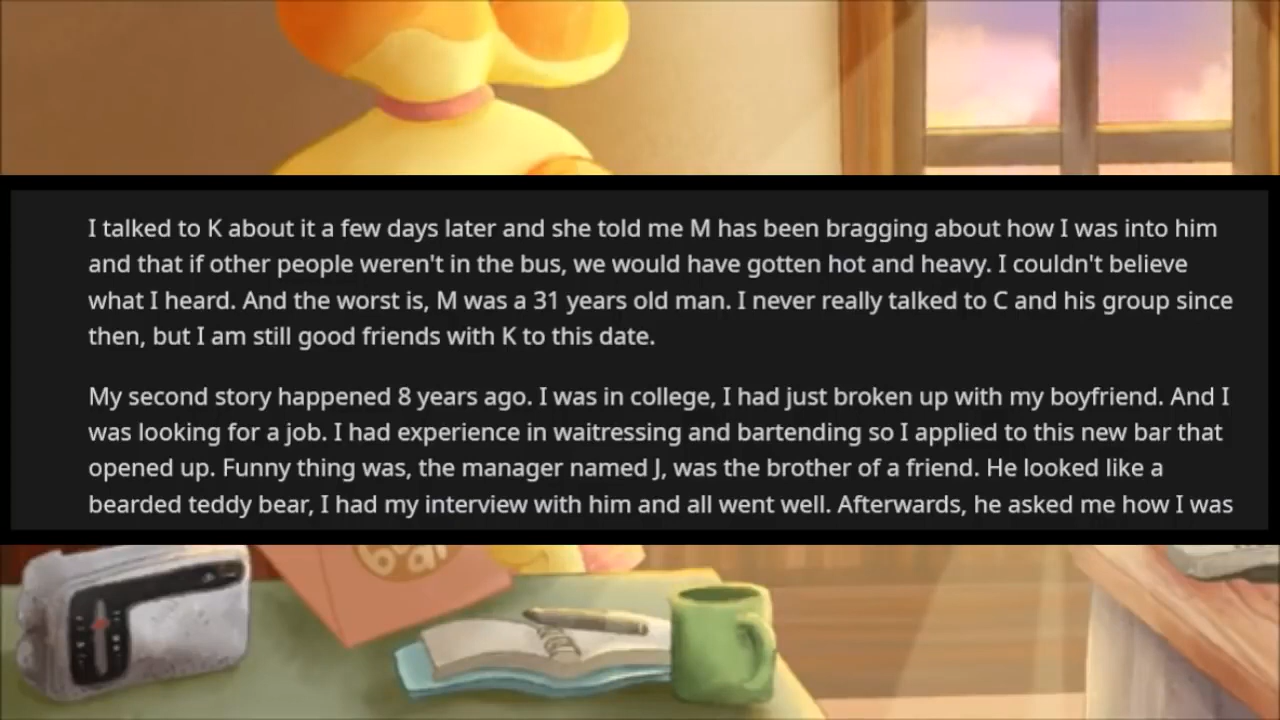 I talked to K about it a few days later and she told me M has been bragging about how I was into him
and that if other people weren't in the bus, we would have gotten hot and heavy. I couldn't believe
what I heard. And the worst is, M was a 31 years old man. I never really talked to C and his group since
then, but I am still good friends with K to this date.
My second story happened 8 years ago. I was in college, I had just broken up with my boyfriend. And I
was looking for a job. I had experience in waitressing and bartending so I applied to this new bar that
opened up. Funny thing was, the manager named J, was the brother of a friend. He looked like a
bearded teddy bear, I had my interview with him and all went well. Afterwards, he asked me how I was